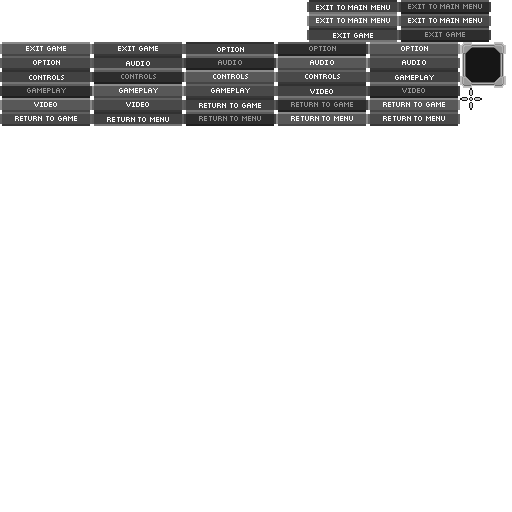 EXIT TO MAIN MENU EXIT TO MAIN MENU
EXIT TO MAIN MENU EXIT TO MAIN MENU
EXIT GAME EXIT GAME
EXIT GAME EXIT GAME OPTION OPTION OPTION
OPTION AUDIO AUDIO AUDIO AUDIO
CONTROLS CONTROLS CONTROLS CONTROLS GAMEPLAY
GAMEPLAY GAMEPLAY GAMEPLAY VIDEO VIDEO
VIDEO VIDEO RETURN TO GAME RETURN TO GAME RETURN TO GAME
RETURN TO GAME RETURN TO MENU RETURN TO MENU RETURN TO MENU RETURN TO MENU